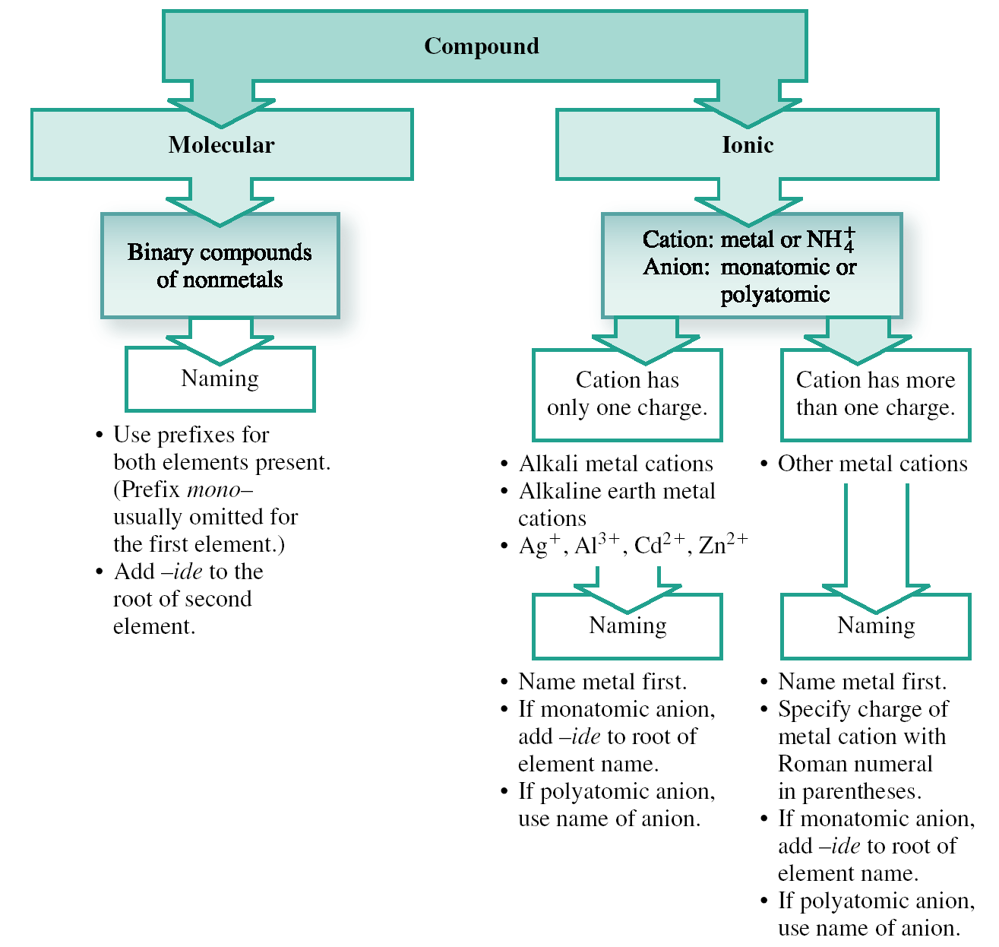 Compound
Molecular
Ionic
Binary compounds
of nonmetals
Cation: metal or NH₄⁺
Anion: monatomic or
polyatomic
Naming
• Use prefixes for
both elements present.
(Prefix mono–
usually omitted for
the first element.)
• Add –ide to the
root of second
element.
Cation has
only one charge.
• Alkali metal cations
• Alkaline earth metal
cations
• Ag⁺, Al³⁺, Cd²⁺, Zn²⁺
Naming
• Name metal first.
• If monatomic anion,
add –ide to root of
element name.
• If polyatomic anion,
use name of anion.
Cation has more
than one charge.
• Other metal cations
Naming
• Name metal first.
• Specify charge of
metal cation with
Roman numeral
in parentheses.
• If monatomic anion,
add –ide to root of
element name.
• If polyatomic anion,
use name of anion.